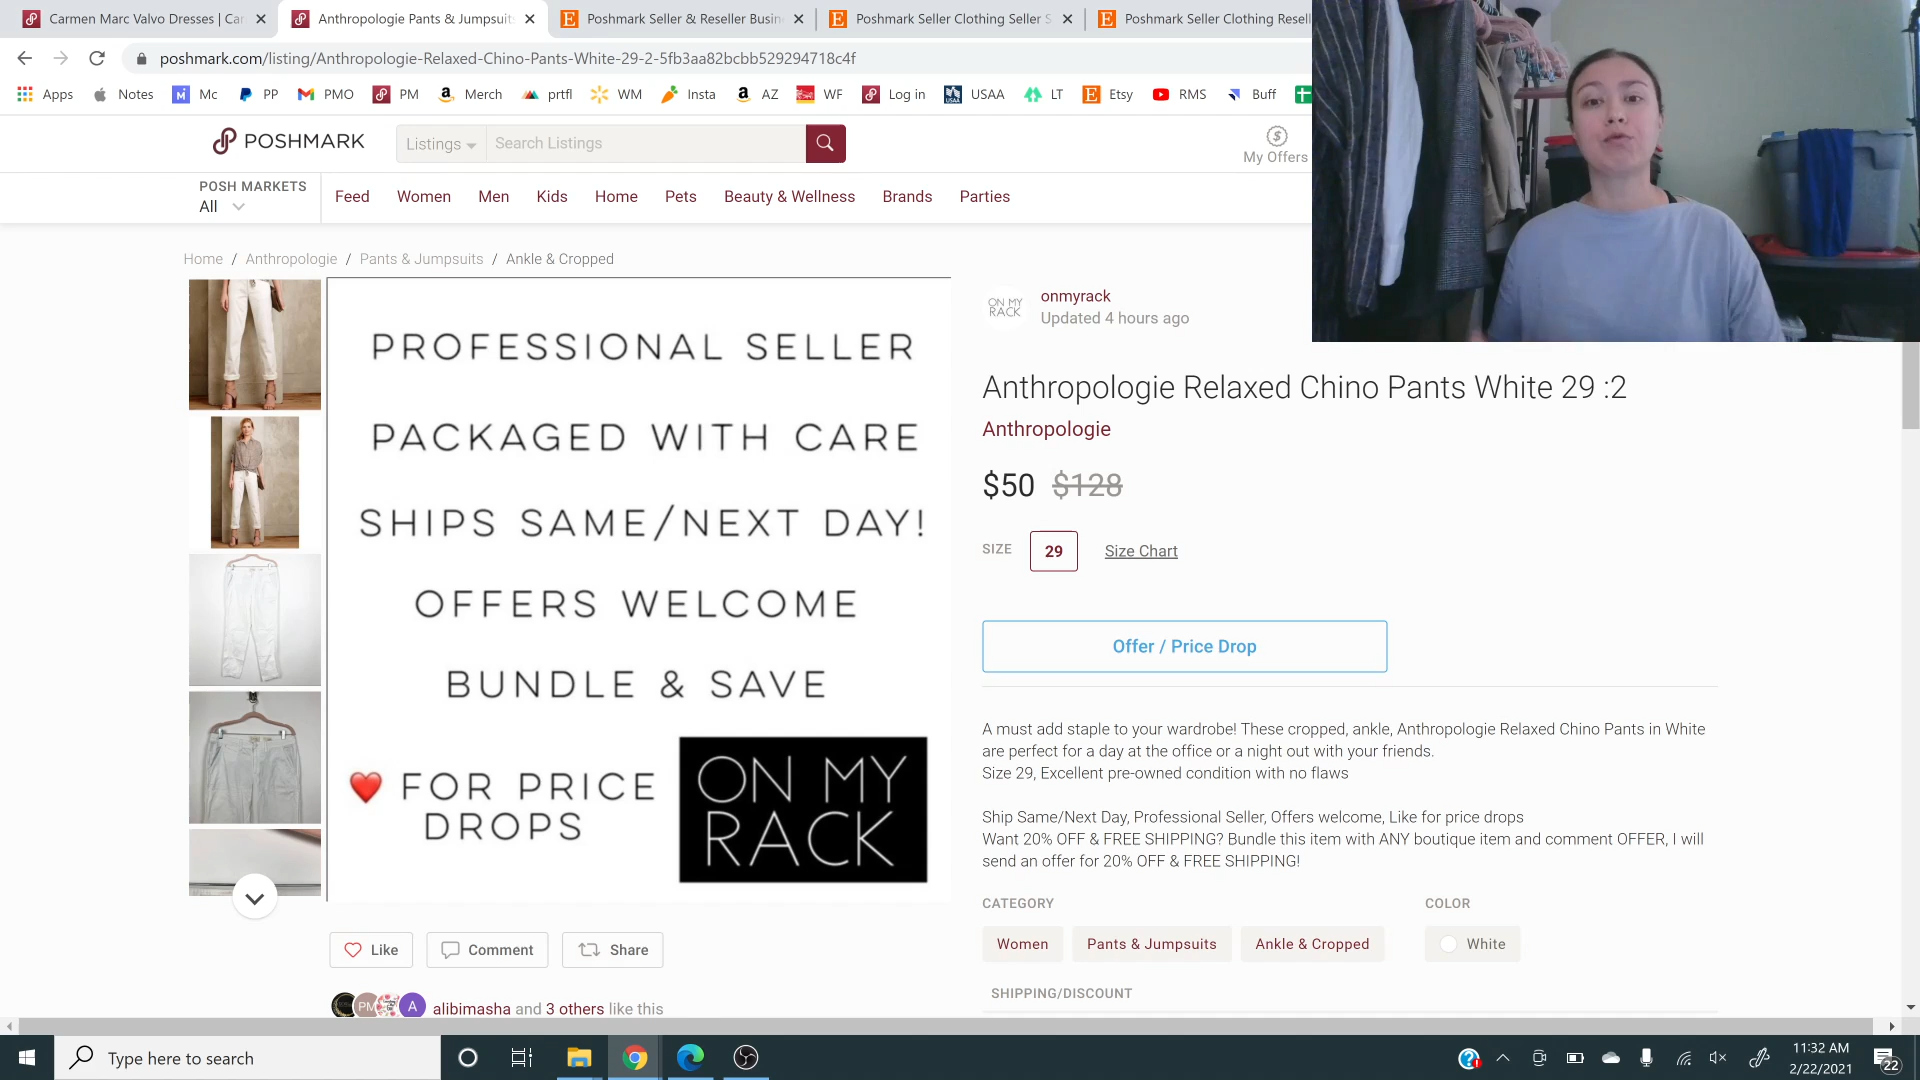 Carmen Marc Valvo Dresses | Car
Anthropologie Pants & Jumpsuit
Poshmark Seller & Reseller Busin
Poshmark Seller Clothing Seller S
Poshmark Seller Clothing Resell
poshmark.com/listing/Anthropologie-Relaxed-Chino-Pants-White-29-2-5fb3aa82bcbb529294718c4f
Apps Notes Mc PP PMO PM Merch prtfl WM Insta AZ WF Log in USAA LT Etsy RMS Buff
POSHMARK
Listings
Search Listings
My Offers
POSH MARKETS
All
Feed Women Men Kids Home Pets Beauty & Wellness Brands Parties
Home / Anthropologie / Pants & Jumpsuits / Ankle & Cropped
PROFESSIONAL SELLER
PACKAGED WITH CARE
SHIPS SAME/NEXT DAY!
OFFERS WELCOME
BUNDLE & SAVE
❤️ FOR PRICE
DROPS
ON MY
RACK
Like
Comment
Share
PM
A
alibimasha and 3 others like this
ON MY
RACK
onmyrack
Updated 4 hours ago
Anthropologie Relaxed Chino Pants White 29 :2
Anthropologie
$50 $128
SIZE 29 Size Chart
Offer / Price Drop
A must add staple to your wardrobe! These cropped, ankle, Anthropologie Relaxed Chino Pants in White
are perfect for a day at the office or a night out with your friends.
Size 29, Excellent pre-owned condition with no flaws
Ship Same/Next Day, Professional Seller, Offers welcome, Like for price drops
Want 20% OFF & FREE SHIPPING? Bundle this item with ANY boutique item and comment OFFER, I will
send an offer for 20% OFF & FREE SHIPPING!
CATEGORY
Women
Pants & Jumpsuits
Ankle & Cropped
COLOR
White
SHIPPING/DISCOUNT
Type here to search
11:32 AM
2/22/2021
22